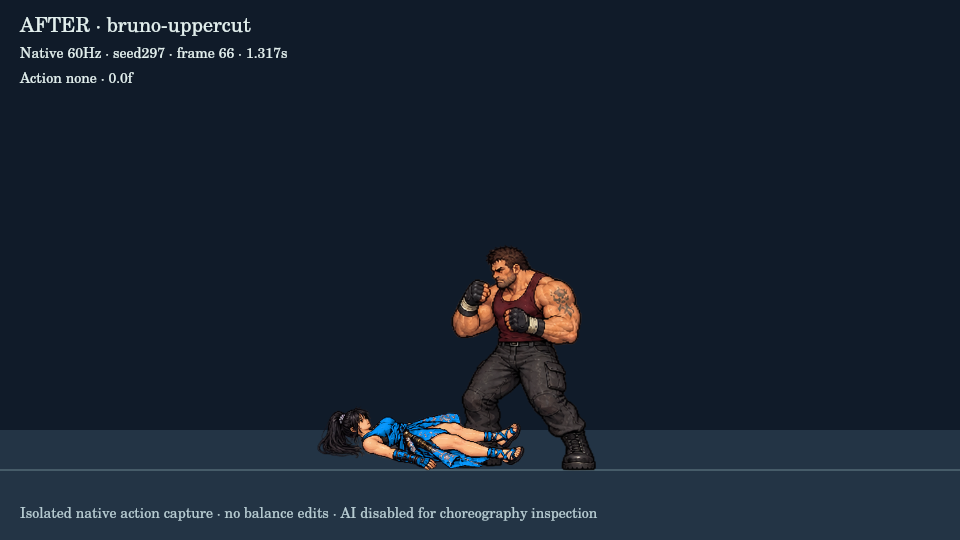 AFTER · bruno-uppercut
Native 60Hz · seed297 · frame 66 · 1.317s
Action none · 0.0f
Isolated native action capture · no balance edits · AI disabled for choreography inspection